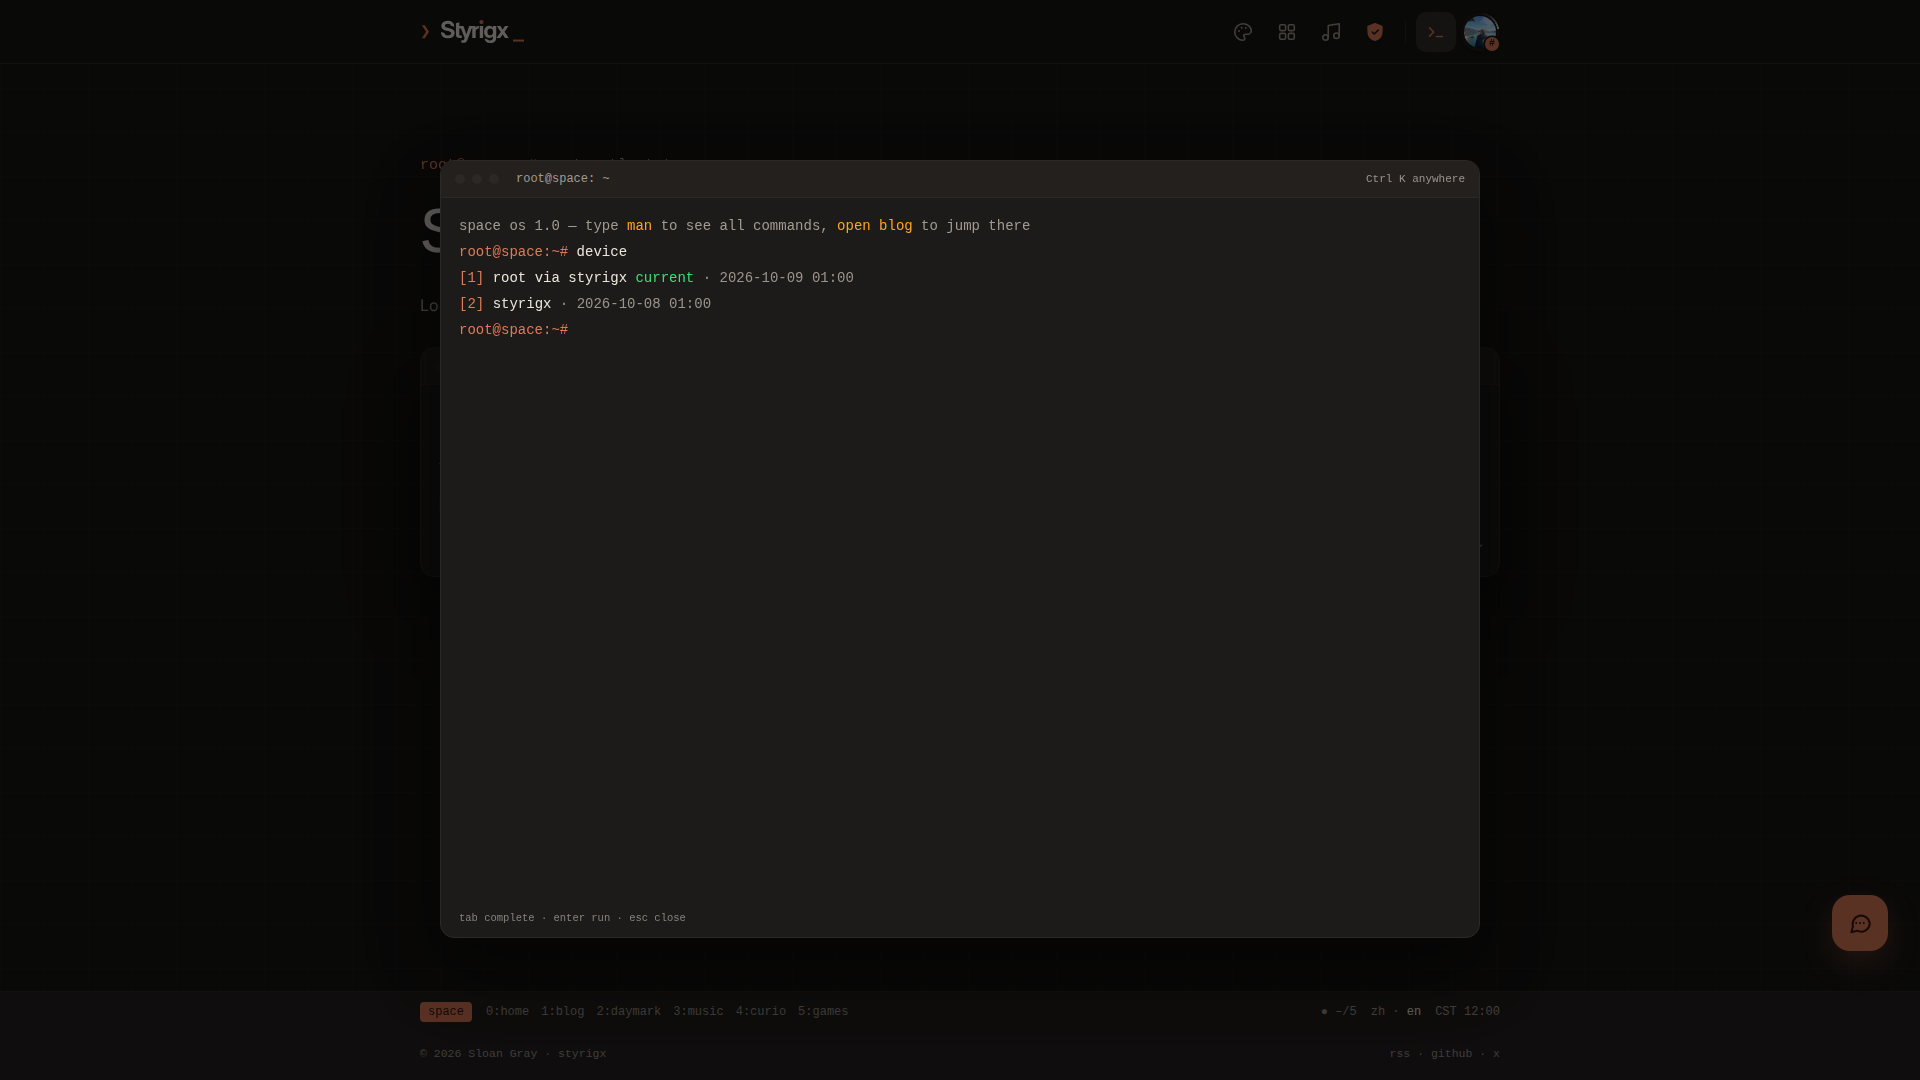 ❯ Styrigx _
root@space: ~
Ctrl K anywhere
space os 1.0 — type man to see all commands, open blog to jump there
root@space:~# device
[1] root via styrigx current · 2026-10-09 01:00
[2] styrigx · 2026-10-08 01:00
root@space:~#
tab complete · enter run · esc close
space 0:home 1:blog 2:daymark 3:music 4:curio 5:games
● –/5 zh · en CST 12:00
© 2026 Sloan Gray · styrigx
rss · github · x